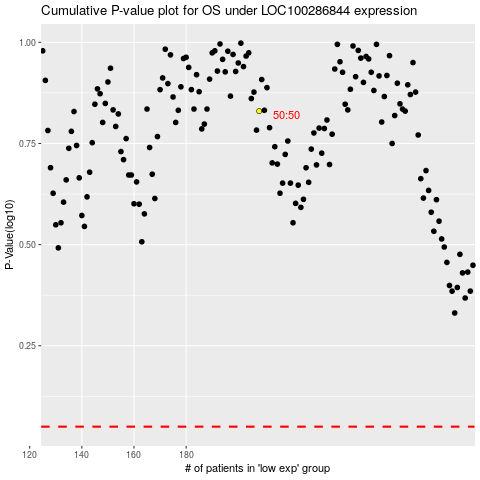 Cumulative P-value plot for OS under LOC100286844 expression
P-Value(log10)
1.00
0.75
0.50
0.25
50:50
120 140 160 180
# of patients in 'low exp' group